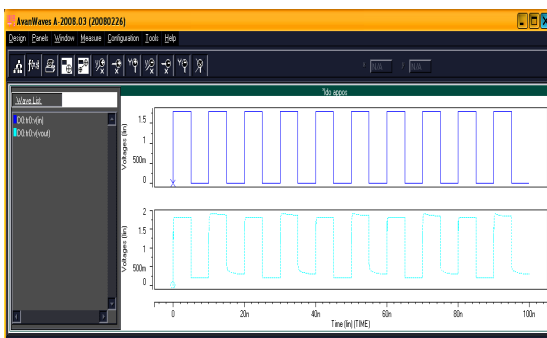 AvanWaves A-2008.03 (20080226)
Design Panels Window Measure Configuration Tools Help
N/A N/A
Wave List
D0:tr0:v(in)
D0:tr0:v(vout)
*ldo appos
Voltages (lin)
1.5
1
500m
0
Voltages (lin)
2
1.5
1
500m
0
0 20n 40n 60n 80n 100n
Time (lin) (TIME)